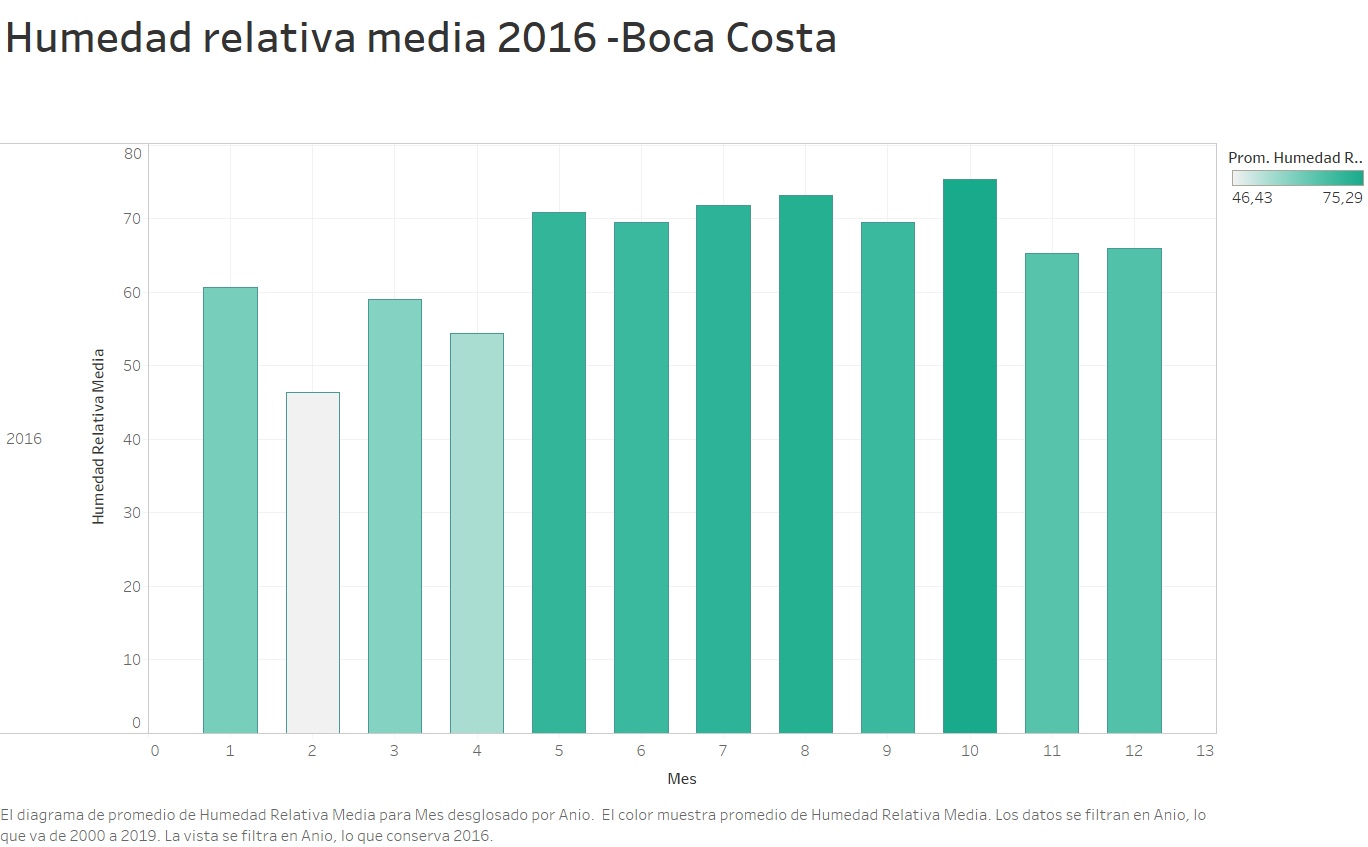 Humedad relativa media 2016 -Boca Costa
Prom. Humedad R..
46,43 75,29
80
70
60
50
40
30
20
10
0
Humedad Relativa Media
2016
0 1 2 3 4 5 6 7 8 9 10 11 12 13
Mes
El diagrama de promedio de Humedad Relativa Media para Mes desglosado por Anio.  El color muestra promedio de Humedad Relativa Media. Los datos se filtran en Anio, lo
que va de 2000 a 2019. La vista se filtra en Anio, lo que conserva 2016.